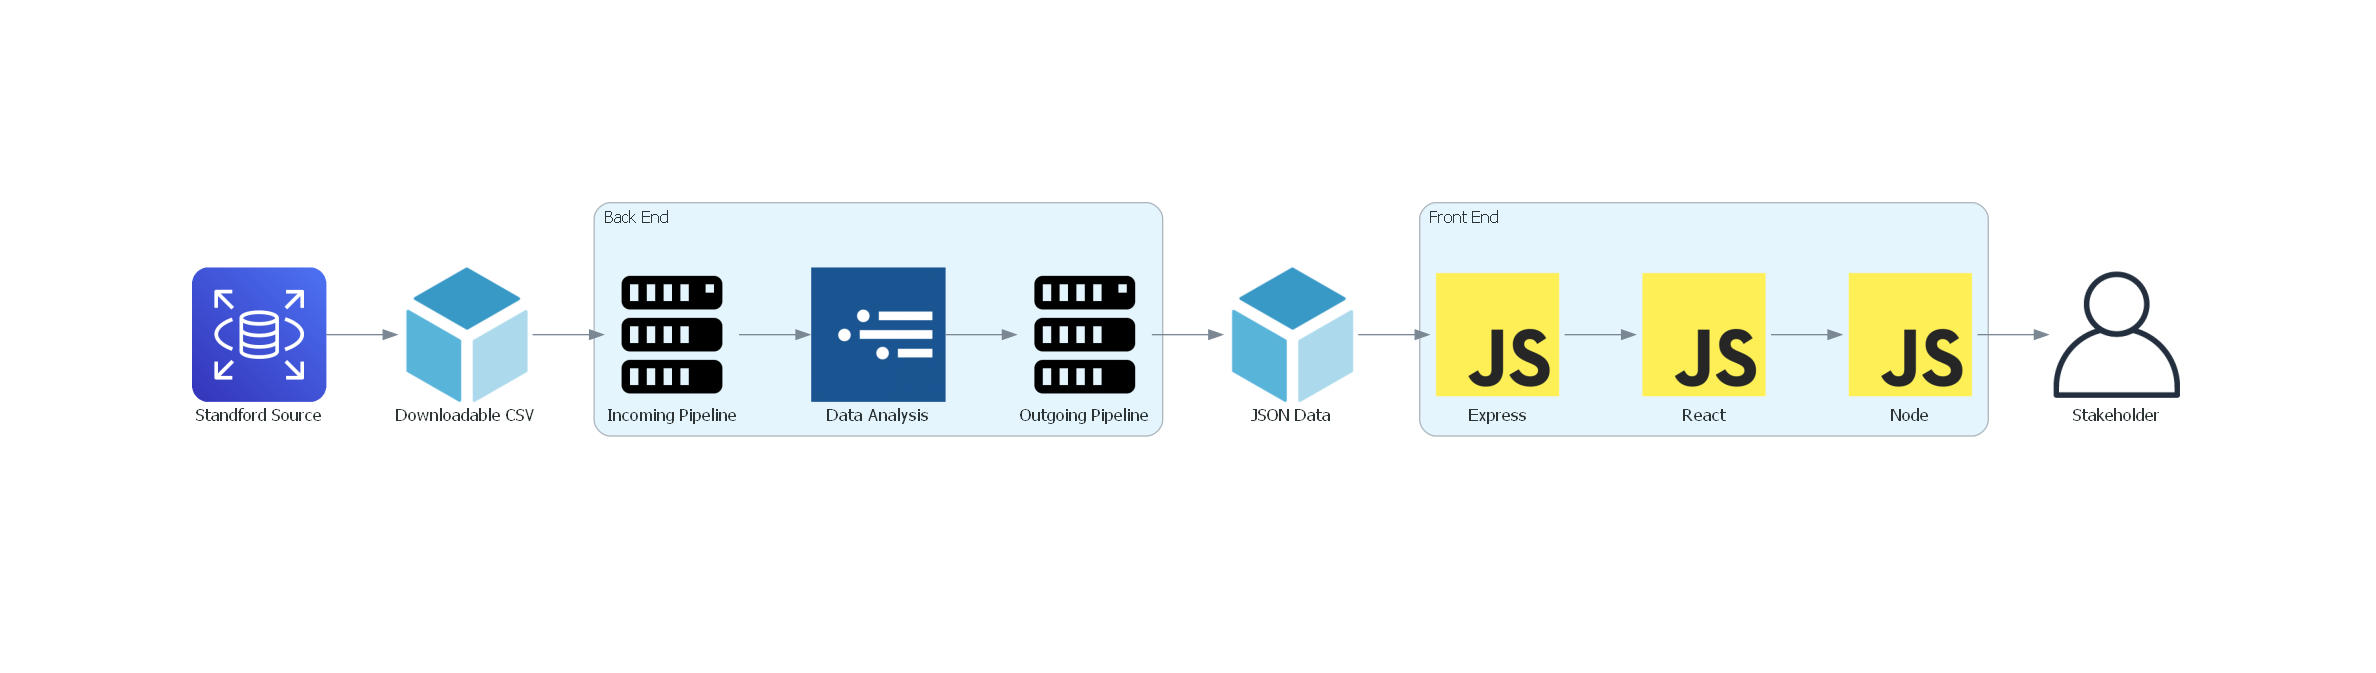 Back End
Front End
JS
JS
JS
Standford Source
Downloadable CSV
Incoming Pipeline
Data Analysis
Outgoing Pipeline
JSON Data
Express
React
Node
Stakeholder